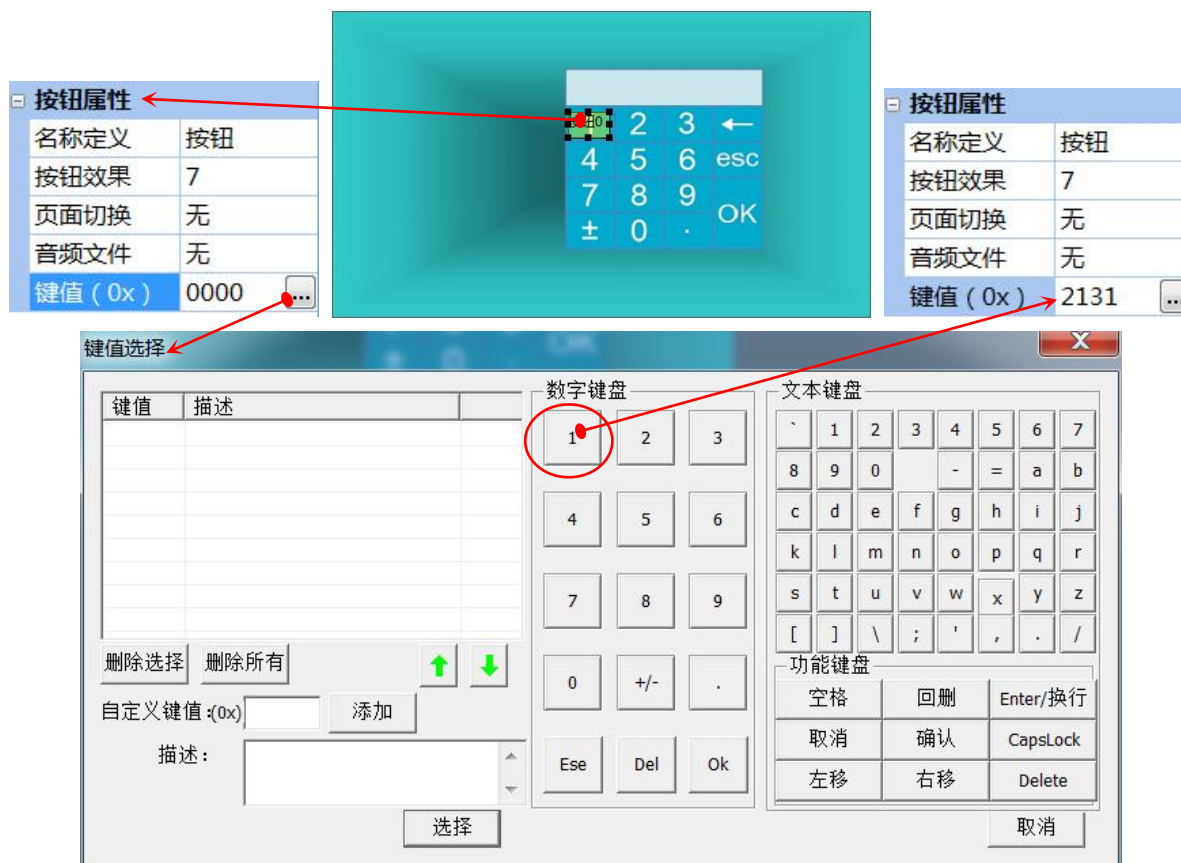 按钮属性
名称定义 按钮
按钮效果 7
页面切换 无
音频文件 无
键值（0x） 0000 ...
2 3 ←
4 5 6 esc
7 8 9 OK
± 0 .
按钮属性
名称定义 按钮
按钮效果 7
页面切换 无
音频文件 无
键值（0x） 2131 ...
键值选择
X
键值 描述
删除选择 删除所有
自定义键值:(0x) 添加
描述：
选择
数字键盘
1 2 3
4 5 6
7 8 9
0 +/- .
Ese Del Ok
文本键盘
` 1 2 3 4 5 6 7
8 9 0 - = a b
c d e f g h i j
k l m n o p q r
s t u v w x y z
[ ] \ ; ' , . /
功能键盘
空格 回删 Enter/换行
取消 确认 CapsLock
左移 右移 Delete
取消